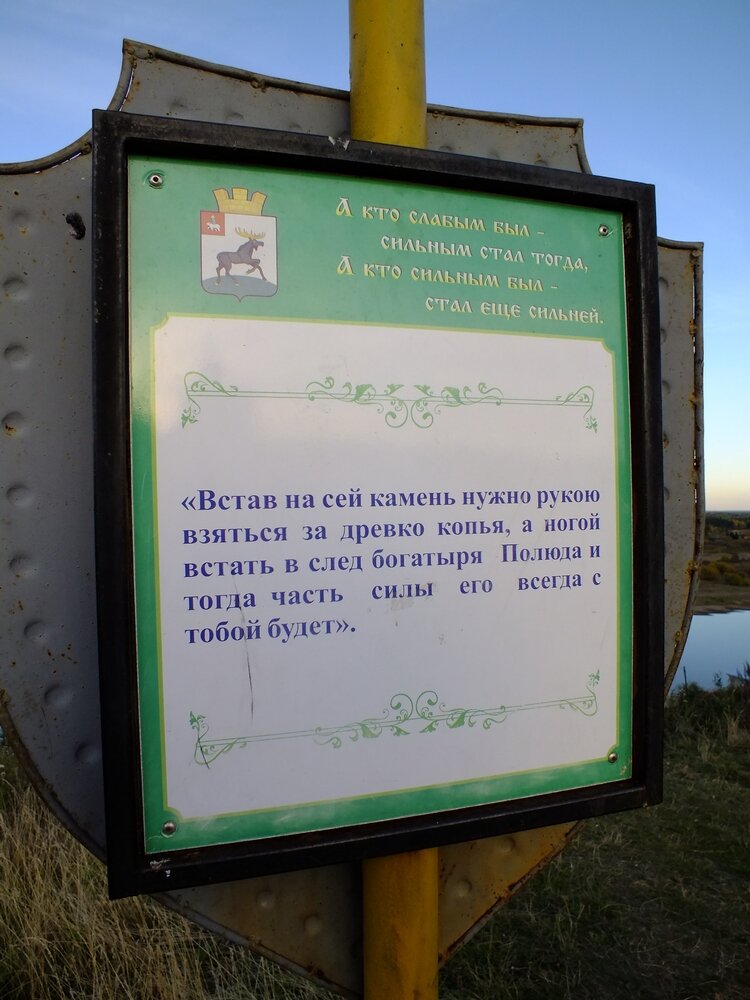 А кто слабым был -
сильным стал тогда,
А кто сильным был -
стал еще сильней.
«Встав на сей камень нужно рукою
взяться за древко копья, а ногой
встать в след богатыря Полюда и
тогда часть силы его всегда с
тобой будет».